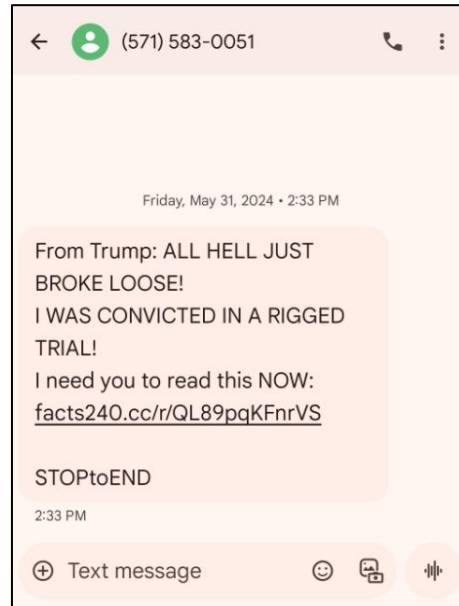 (571) 583-0051
Friday, May 31, 2024 • 2:33 PM
From Trump: ALL HELL JUST
BROKE LOOSE!
I WAS CONVICTED IN A RIGGED
TRIAL!
I need you to read this NOW:
facts240.cc/r/QL89pqKFnrVS
STOPtoEND
2:33 PM
Text message